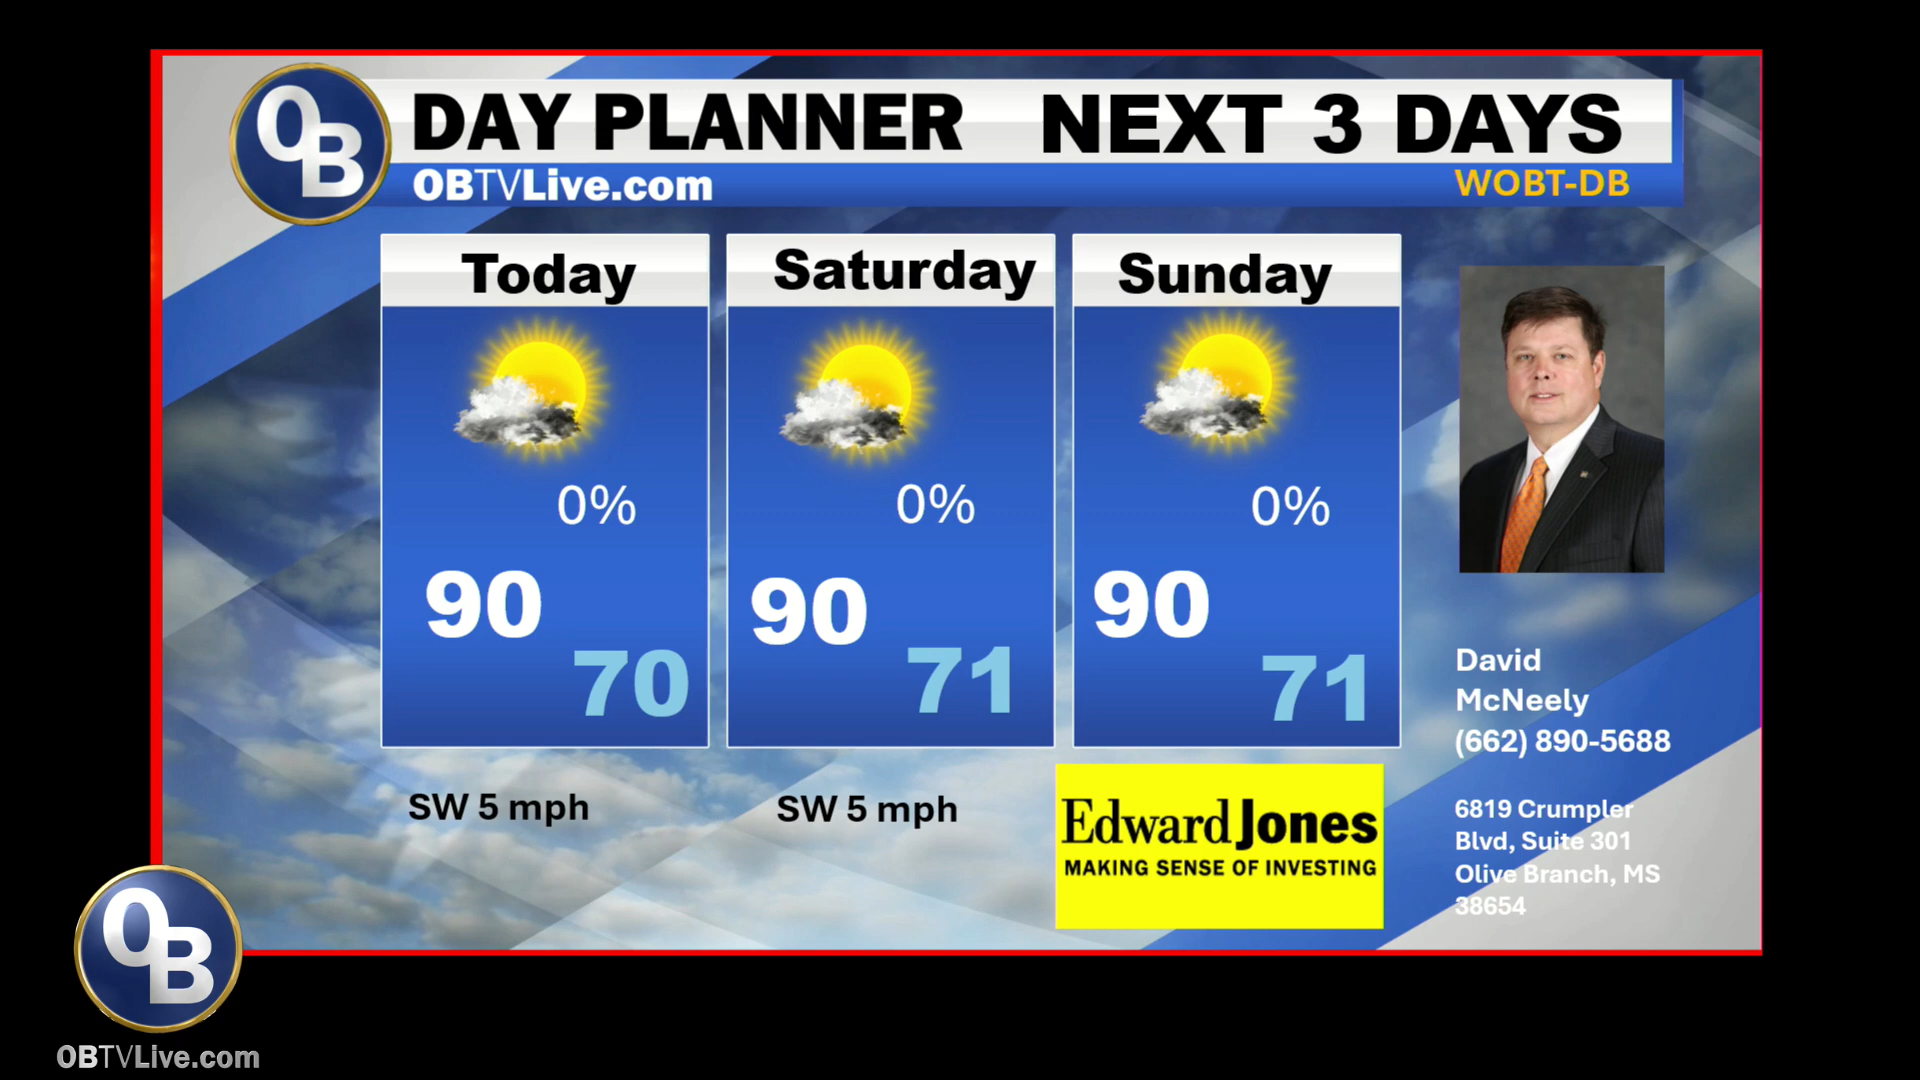 OB
DAY PLANNER NEXT 3 DAYS
OBTVLive.com
WOBT-DB
Today
0%
90
70
SW 5 mph
Saturday
0%
90
71
SW 5 mph
Sunday
0%
90
71
Edward Jones
MAKING SENSE OF INVESTING
David
McNeely
(662) 890-5688
6819 Crumpler
Blvd, Suite 301
Olive Branch, MS
38654
OB
OBTVLive.com